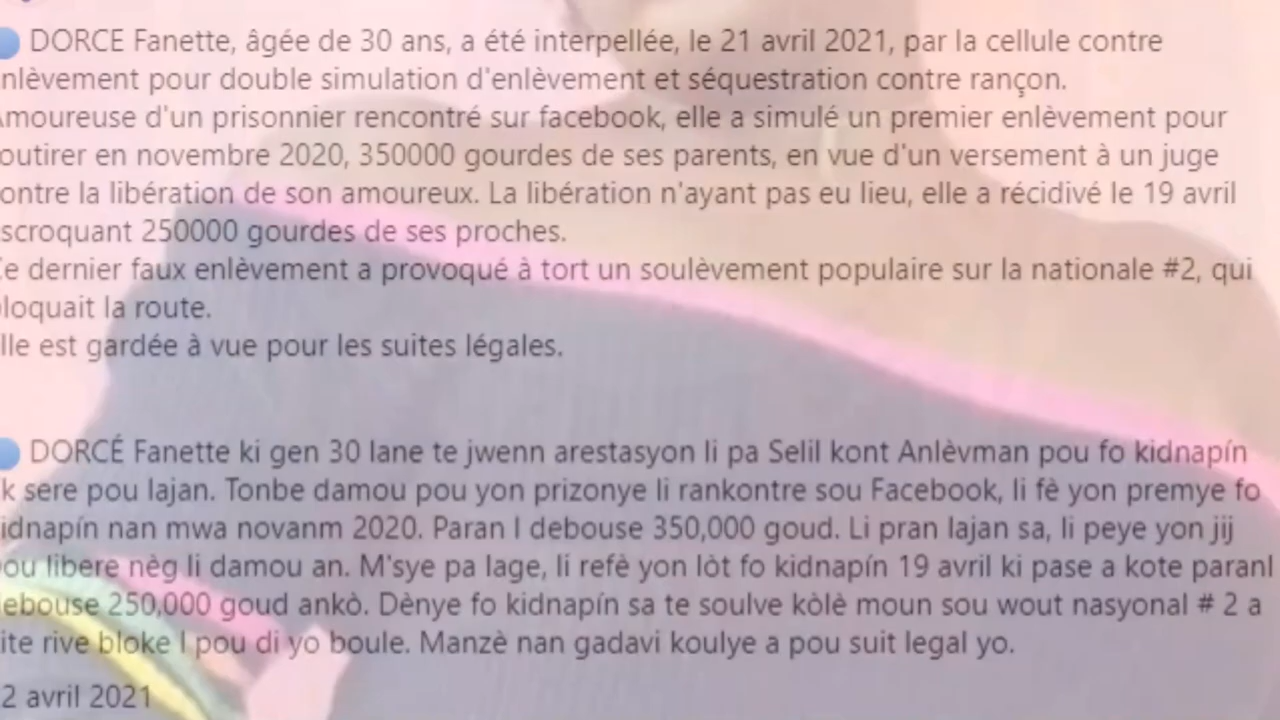 DORCE Fanette, âgée de 30 ans, a été interpellée, le 21 avril 2021, par la cellule contre
nlèvement pour double simulation d'enlèvement et séquestration contre rançon.
moureuse d'un prisonnier rencontré sur facebook, elle a simulé un premier enlèvement pour
outirer en novembre 2020, 350000 gourdes de ses parents, en vue d'un versement à un juge
ontre la libération de son amoureux. La libération n'ayant pas eu lieu, elle a récidivé le 19 avril
scroquant 250000 gourdes de ses proches.
e dernier faux enlèvement a provoqué à tort un soulèvement populaire sur la nationale #2, qui
loquait la route.
lle est gardée à vue pour les suites légales.
DORCÉ Fanette ki gen 30 lane te jwenn arestasyon li pa Selil kont Anlèvman pou fo kidnapín
k sere pou lajan. Tonbe damou pou yon prizonye li rankontre sou Facebook, li fè yon premye fo
idnapín nan mwa novanm 2020. Paran l debouse 350,000 goud. Li pran lajan sa, li peye yon jij
ou libere nèg li damou an. M'sye pa lage, li refè yon lòt fo kidnapín 19 avril ki pase a kote paranl
ebouse 250,000 goud ankò. Dènye fo kidnapín sa te soulve kòlè moun sou wout nasyonal # 2 a
ite rive bloke l pou di yo boule. Manzè nan gadavi koulye a pou suit legal yo.
2 avril 2021